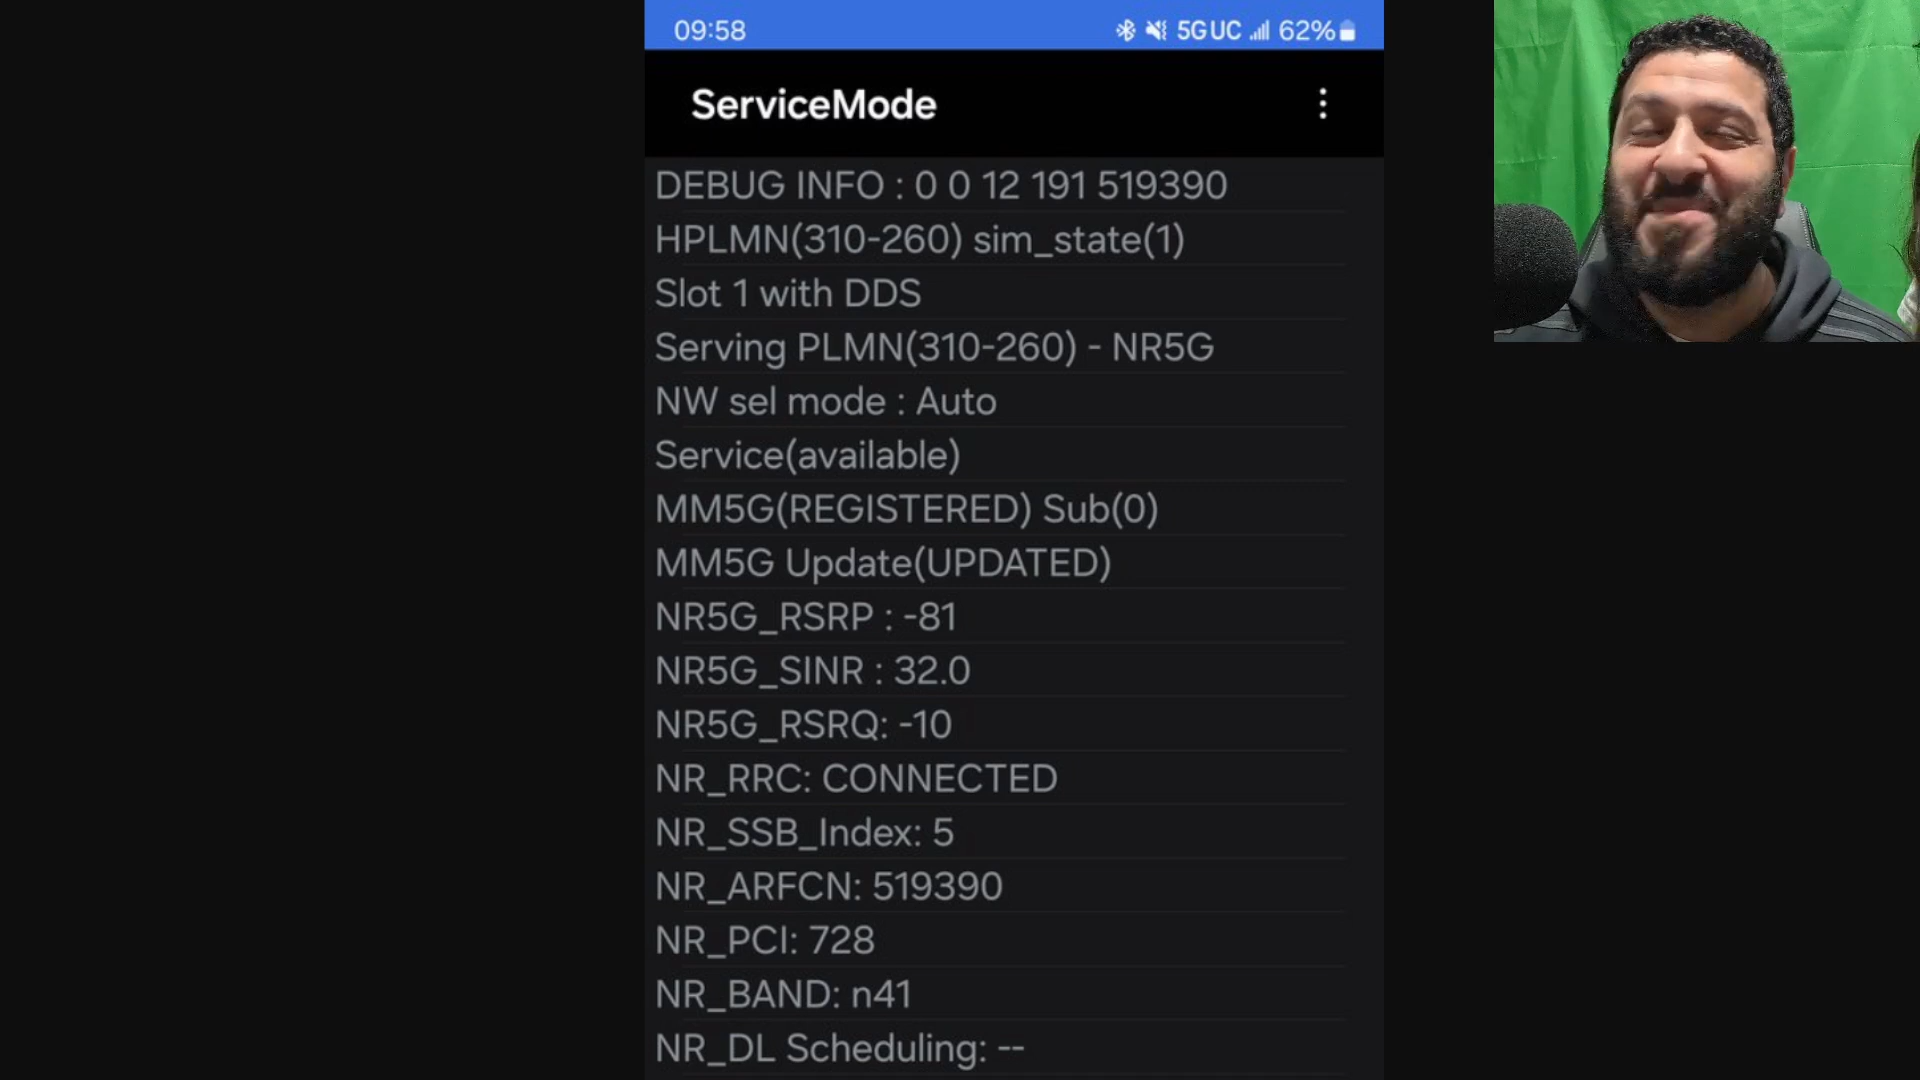 09:58 5G UC 62%
ServiceMode
DEBUG INFO : 0 0 12 191 519390
HPLMN(310-260) sim_state(1)
Slot 1 with DDS
Serving PLMN(310-260) - NR5G
NW sel mode : Auto
Service(available)
MM5G(REGISTERED) Sub(0)
MM5G Update(UPDATED)
NR5G_RSRP : -81
NR5G_SINR : 32.0
NR5G_RSRQ: -10
NR_RRC: CONNECTED
NR_SSB_Index: 5
NR_ARFCN: 519390
NR_PCI: 728
NR_BAND: n41
NR_DL Scheduling: --